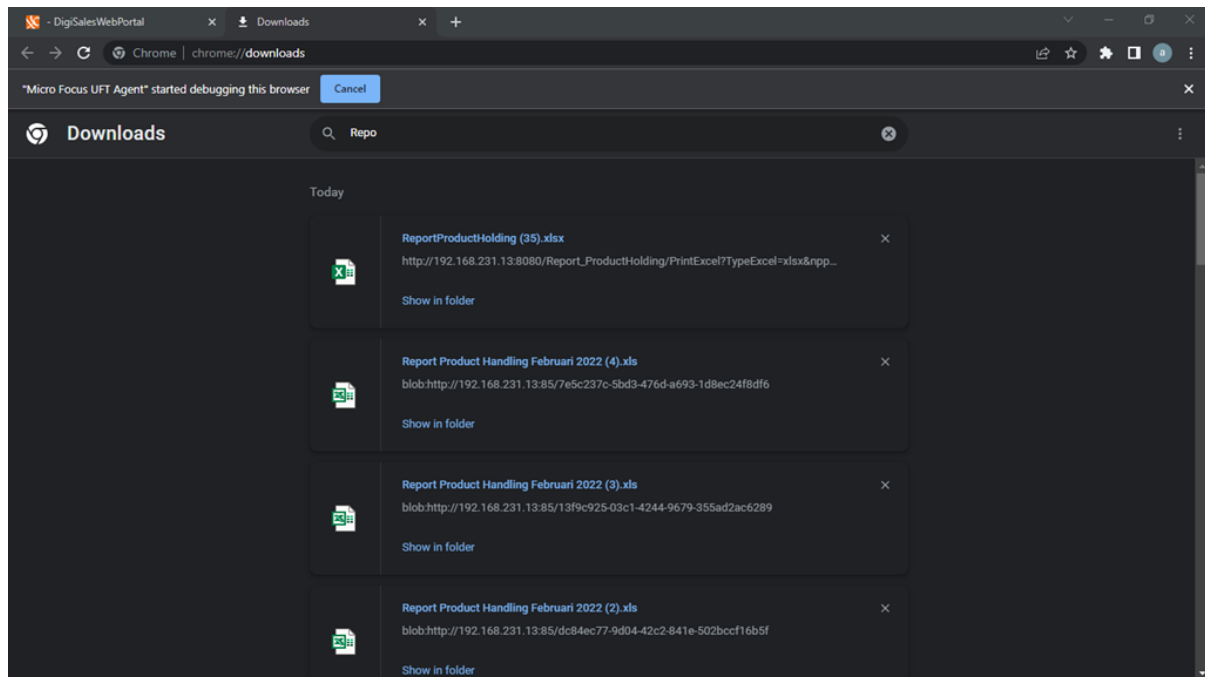 - DigiSalesWebPortal
Downloads
Chrome | chrome://downloads
a
"Micro Focus UFT Agent" started debugging this browser
Cancel
Downloads
Repo
Today
ReportProductHolding (35).xlsx
http://192.168.231.13:8080/Report_ProductHolding/PrintExcel?TypeExcel=xlsx&npp...
Show in folder
Report Product Handling Februari 2022 (4).xls
blob:http://192.168.231.13:85/7e5c237c-5bd3-476d-a693-1d8ec24f8df6
Show in folder
Report Product Handling Februari 2022 (3).xls
blob:http://192.168.231.13:85/13f9c925-03c1-4244-9679-355ad2ac6289
Show in folder
Report Product Handling Februari 2022 (2).xls
blob:http://192.168.231.13:85/dc84ec77-9d04-42c2-841e-502bccf16b5f
Show in folder